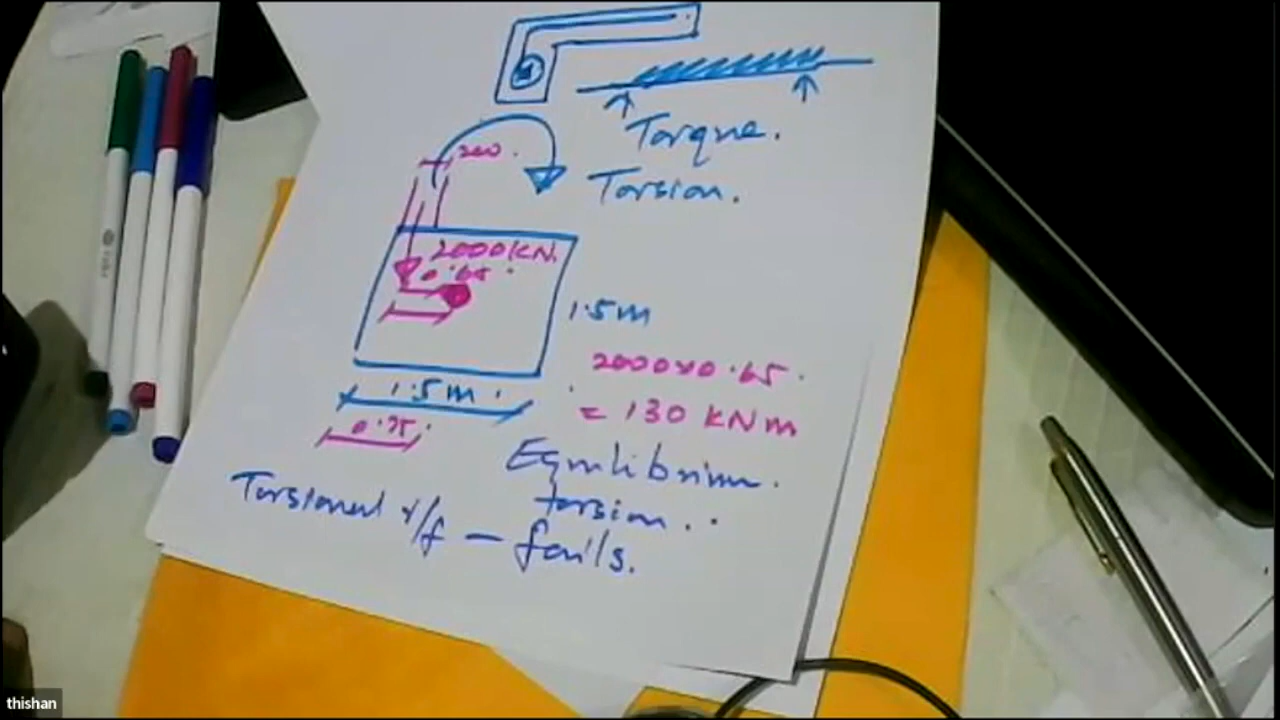 Torque.
200.
Torsion.
2000KN.
0.65.
1.5m
2000x0.65.
1.5m.
= 130 KNm
0.75.
Equilibrium.
torsion..
Torsional r/f - fails.
thishan